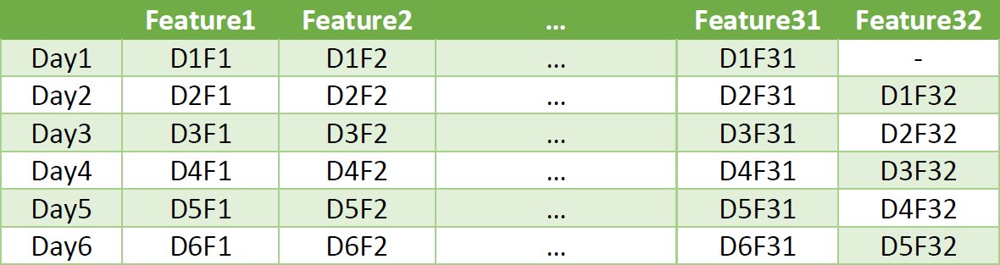 Feature1 Feature2 ... Feature31 Feature32
Day1 D1F1 D1F2 ... D1F31 -
Day2 D2F1 D2F2 ... D2F31 D1F32
Day3 D3F1 D3F2 ... D3F31 D2F32
Day4 D4F1 D4F2 ... D4F31 D3F32
Day5 D5F1 D5F2 ... D5F31 D4F32
Day6 D6F1 D6F2 ... D6F31 D5F32